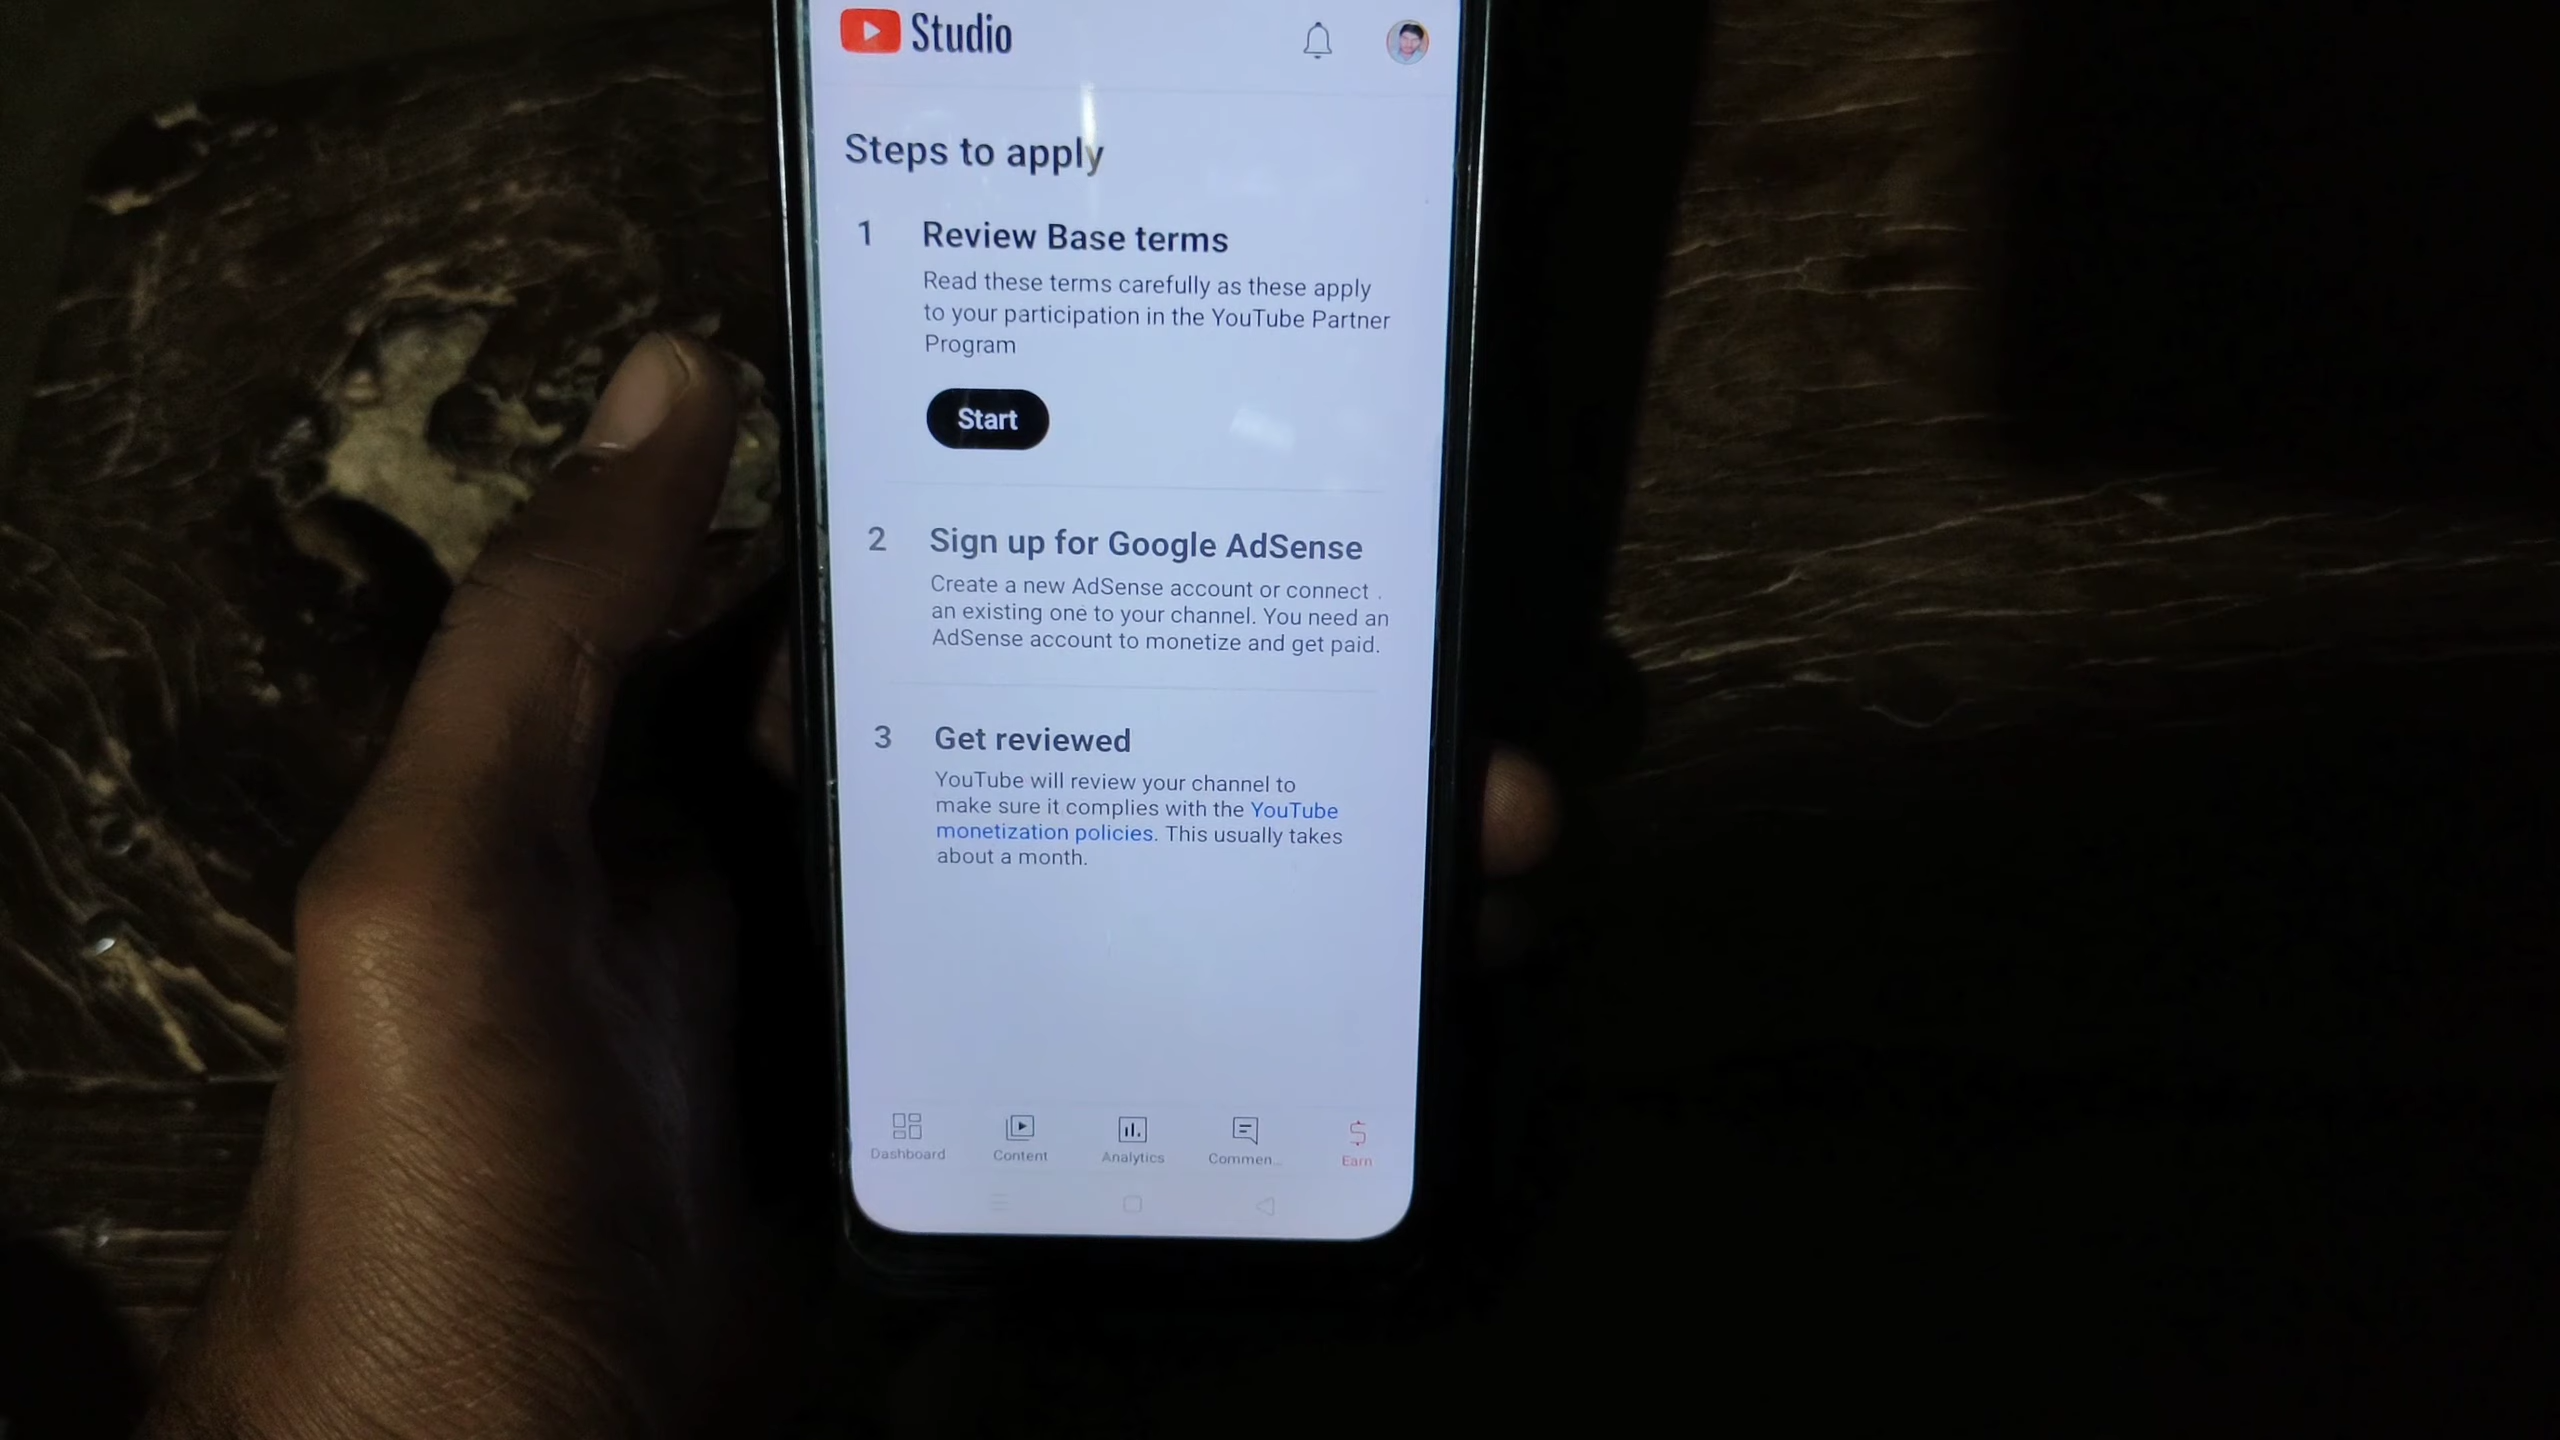 Studio
Steps to apply
1 Review Base terms
Read these terms carefully as these apply
to your participation in the YouTube Partner
Program
Start
2 Sign up for Google AdSense
Create a new AdSense account or connect
an existing one to your channel. You need an
AdSense account to monetize and get paid.
3 Get reviewed
YouTube will review your channel to
make sure it complies with the YouTube
monetization policies. This usually takes
about a month.
Dashboard Content Analytics Commen... Earn